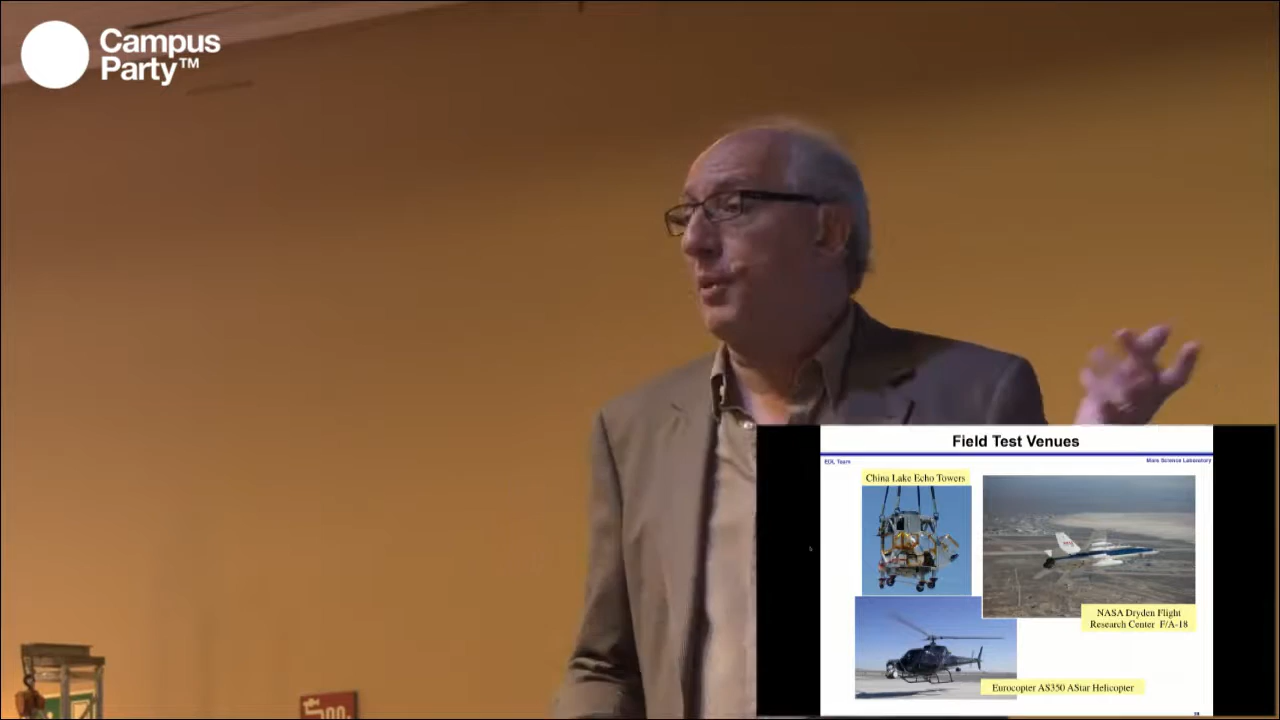 Campus
Party™
Field Test Venues
EDL Team
Mars Science Laboratory
China Lake Echo Towers
NASA Dryden Flight
Research Center F/A-18
Eurocopter AS350 AStar Helicopter